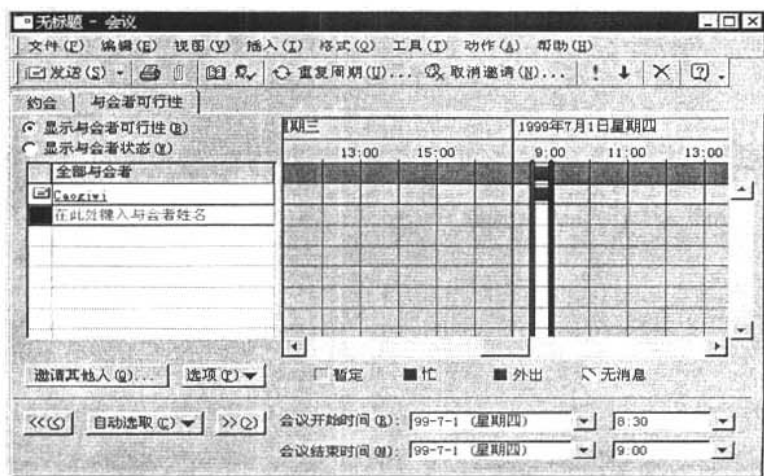 无标题 - 会议
文件(F) 编辑(E) 视图(V) 插入(I) 格式(O) 工具(T) 动作(A) 帮助(H)
发送(S) 重复周期(U)... 取消邀请(N)... ! ?
约会 与会者可行性
显示与会者可行性(B)
显示与会者状态(Y)
全部与会者
Caoziwi
在此处键入与会者姓名
期三 1999年7月1日星期四
13:00 15:00 9:00 11:00 13:00
邀请其他人(Q)... 选项(P) 暂定 忙 外出 无消息
<<(S) 自动选取(C) >>(2) 会议开始时间(R): 99-7-1 (星期四) 8:30
会议结束时间(M): 99-7-1 (星期四) 9:00